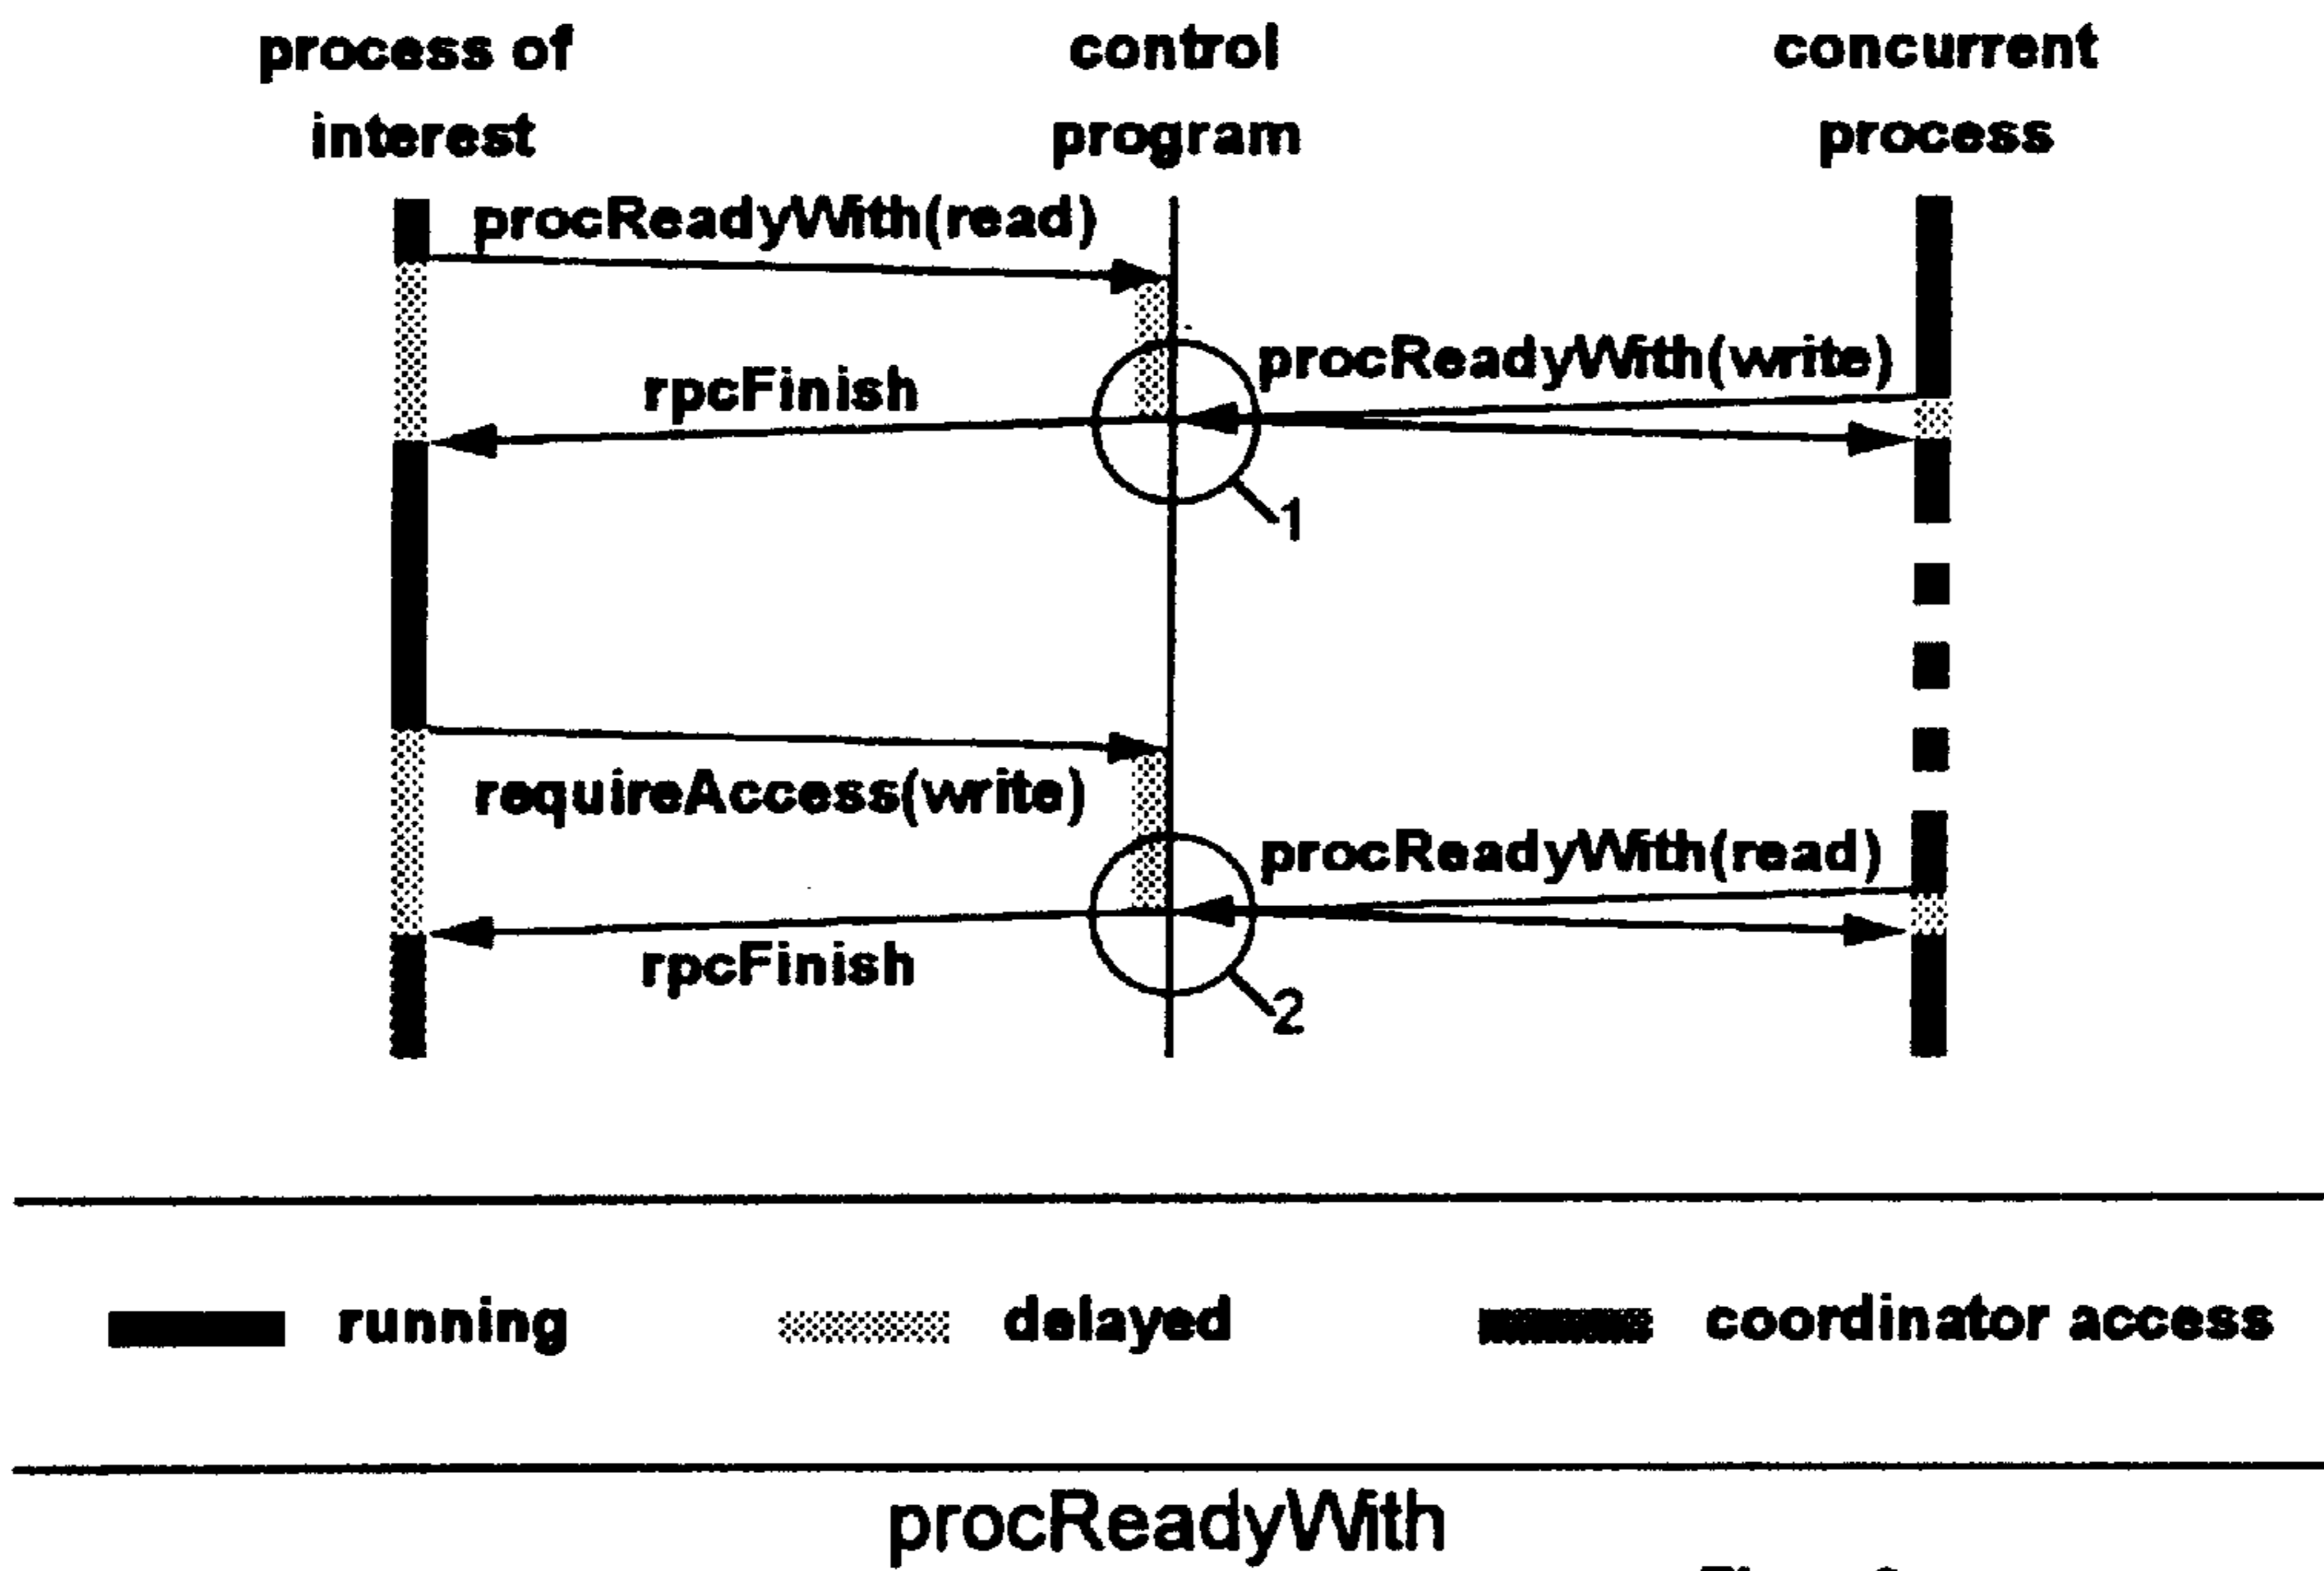 process of
interest
control
program
concurrent
process
procReadyWith(read)
procReadyWith(write)
rpcFinish
1
requireAccess(write)
procReadyWith(read)
rpcFinish
2
running
delayed
coordinator access
procReadyWith